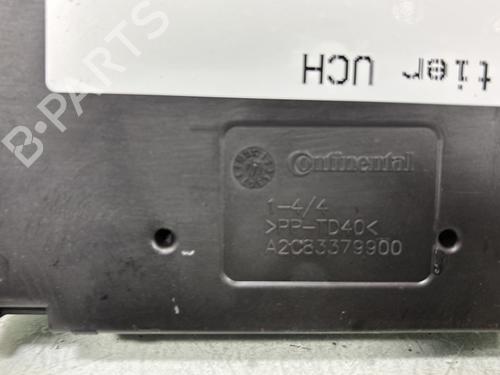 tier UCH
Continental
1-4/4
>PP-TD40<
A2C83379900
B-PARTS